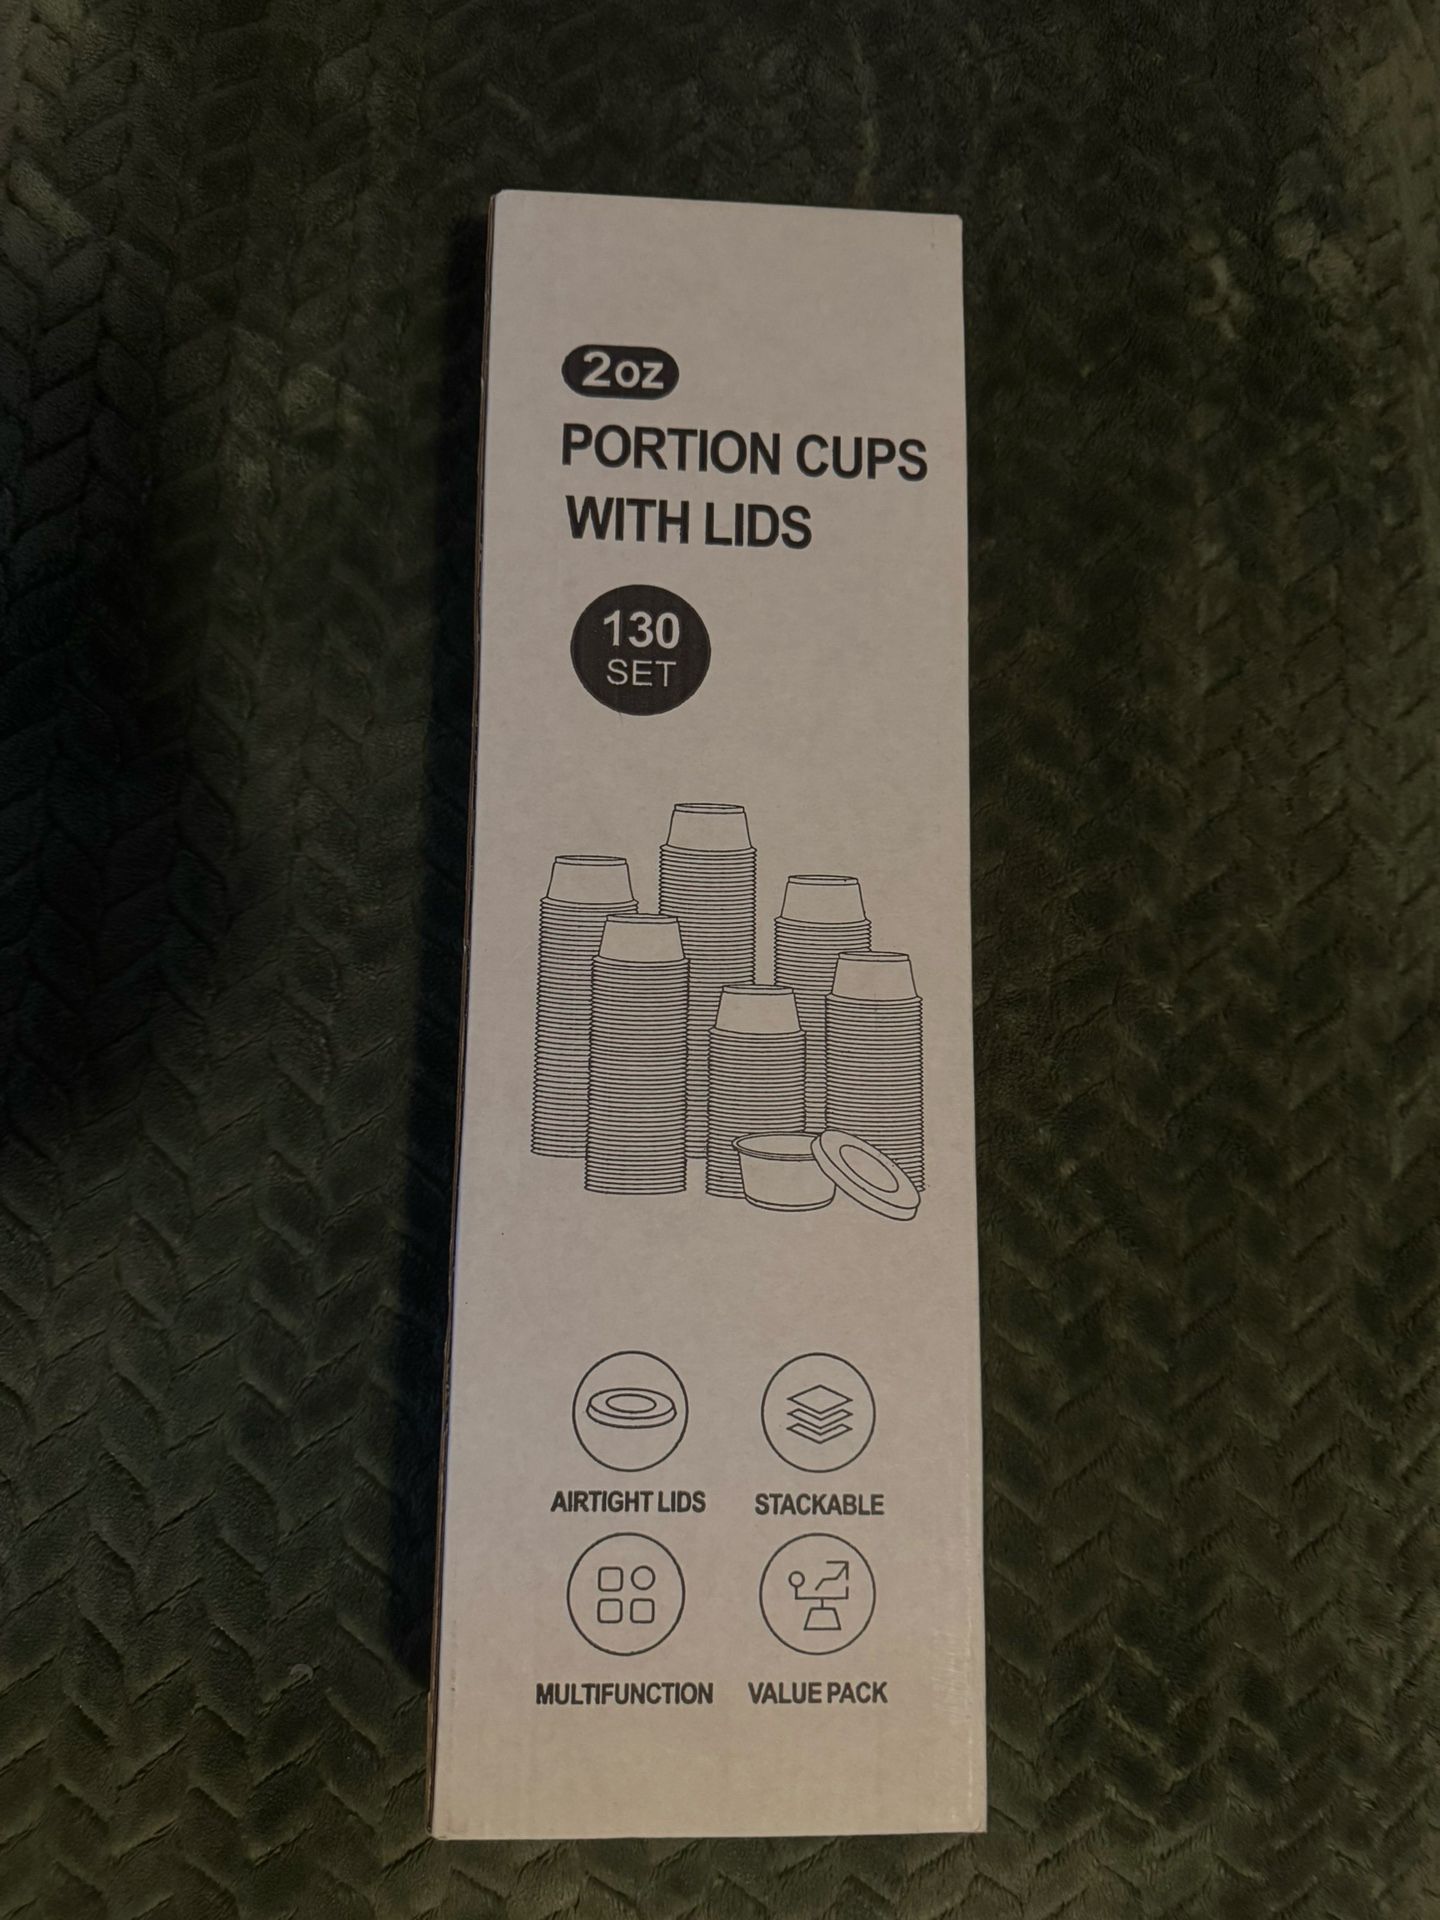 2oz
PORTION CUPS
WITH LIDS
130
SET
AIRTIGHT LIDS
STACKABLE
MULTIFUNCTION
VALUE PACK